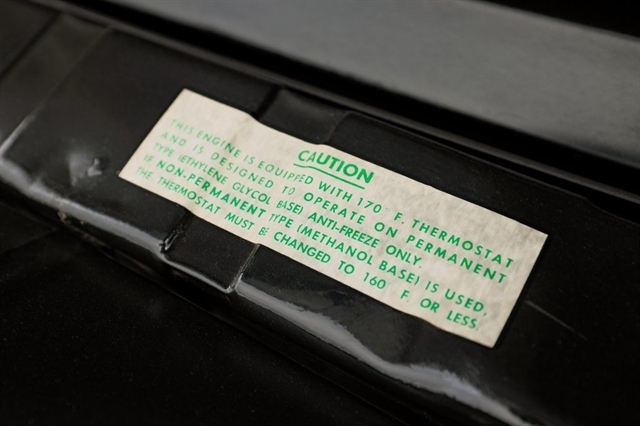 CAUTION
THIS ENGINE IS EQUIPPED WITH 170° F. THERMOSTAT
AND IS DESIGNED TO OPERATE ON PERMANENT
TYPE (ETHYLENE GLYCOL BASE) ANTI-FREEZE ONLY.
IF NON-PERMANENT TYPE (METHANOL BASE) IS USED,
THE THERMOSTAT MUST BE CHANGED TO 160° F. OR LESS.